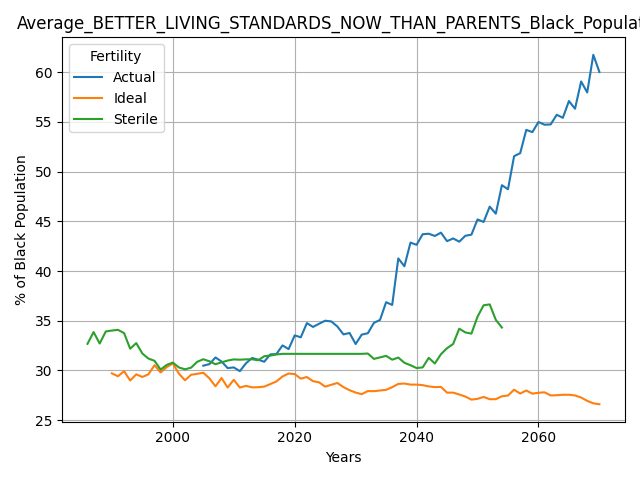 Average_BETTER_LIVING_STANDARDS_NOW_THAN_PARENTS_Black_Populat
Fertility
Actual
Ideal
Sterile
% of Black Population
60
55
50
45
40
35
30
25
2000
2020
2040
2060
Years